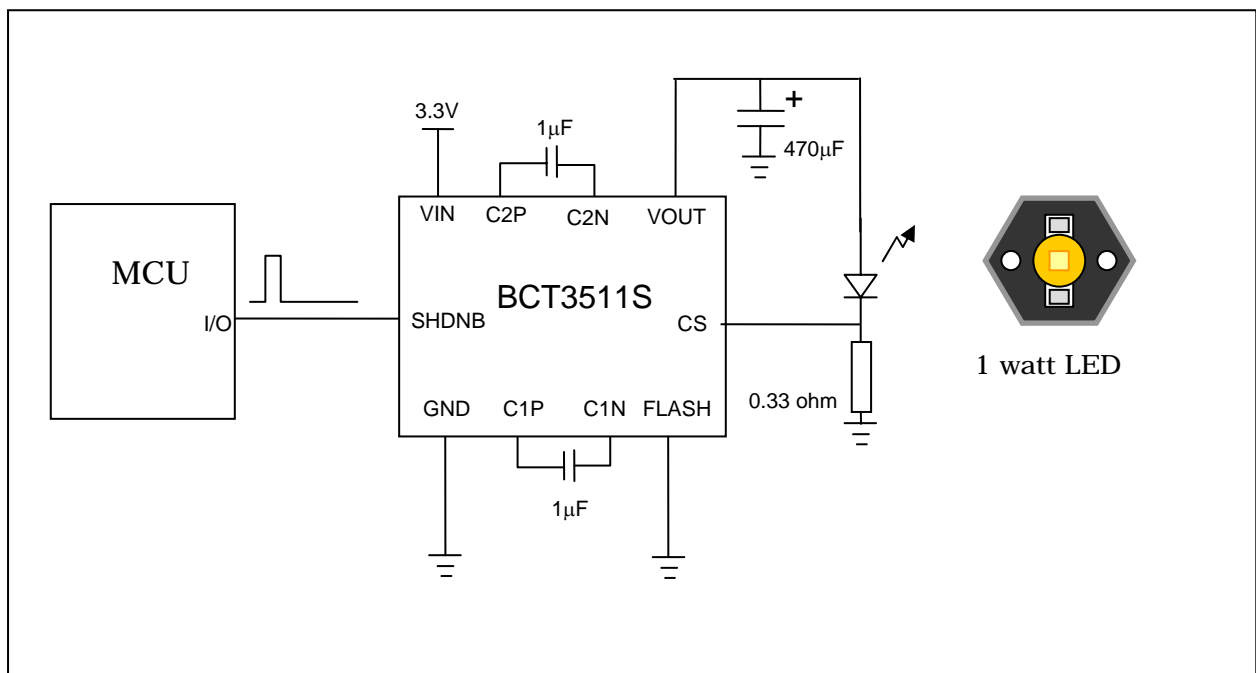 3.3V
1μF
+
470μF
VIN
C2P
C2N
VOUT
MCU
I/O
SHDNB
BCT3511S
CS
1 watt LED
0.33 ohm
GND
C1P
C1N
FLASH
1μF